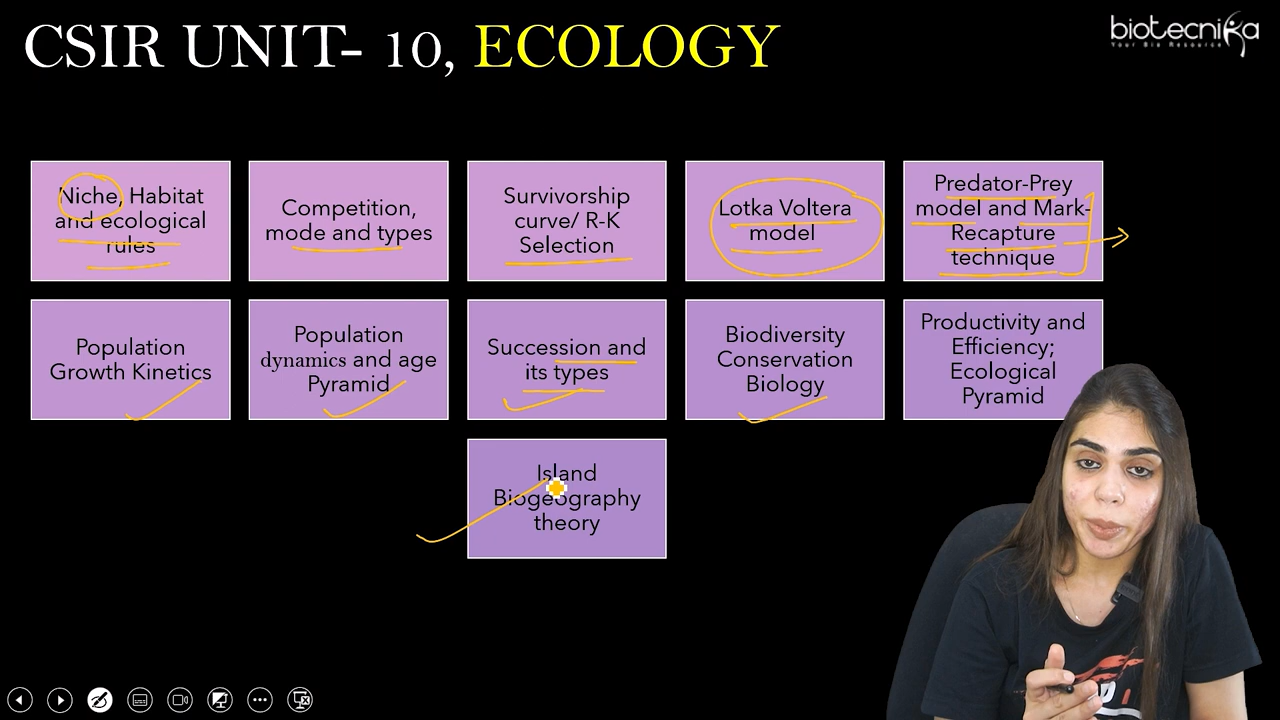 CSIR UNIT- 10, ECOLOGY
biotecnika
Your Bio Resource
Niche, Habitat
and ecological
rules
Competition,
mode and types
Survivorship
curve/ R-K
Selection
Lotka Voltera
model
Predator-Prey
model and Mark-
Recapture
technique
Population
Growth Kinetics
Population
dynamics and age
Pyramid
Succession and
its types
Biodiversity
Conservation
Biology
Productivity and
Efficiency;
Ecological
Pyramid
Island
Biogeography
theory